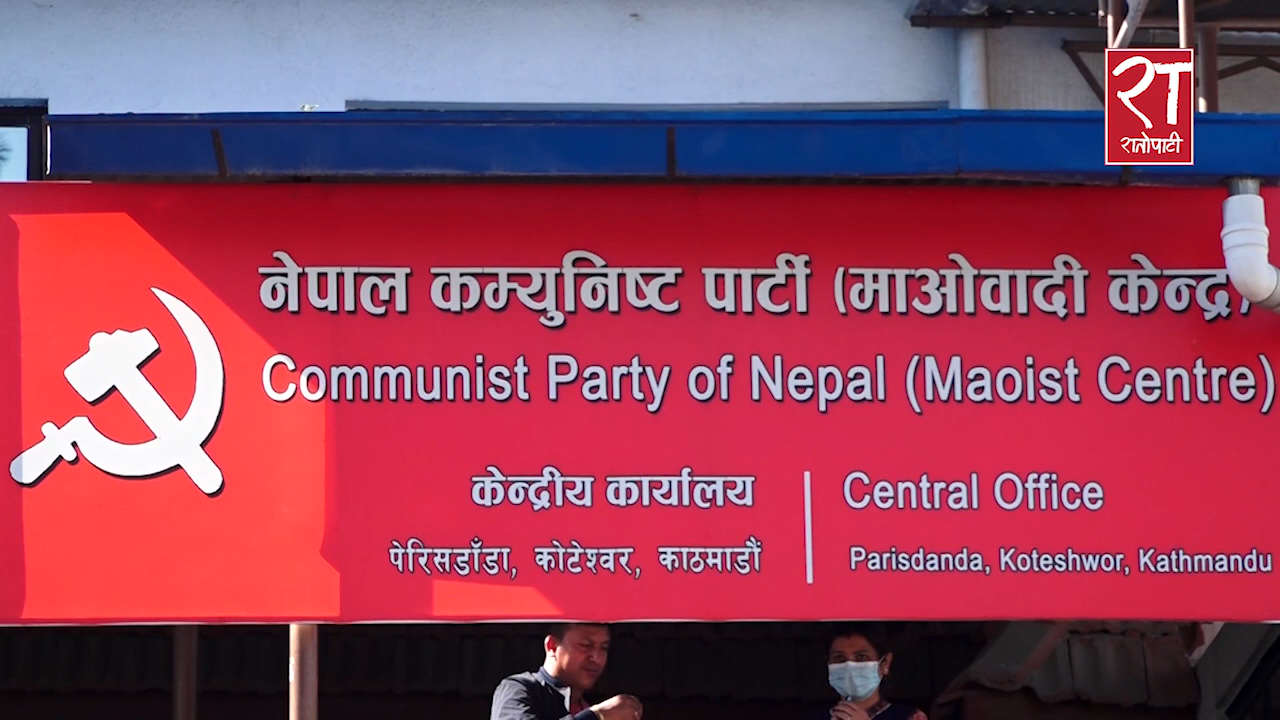 रा
रातोपाटी
नेपाल कम्युनिष्ट पार्टी (माओवादी केन्द्र)
Communist Party of Nepal (Maoist Centre)
केन्द्रीय कार्यालय
पेरिसडाँडा, कोटेश्वर, काठमाडौं
Central Office
Parisdanda, Koteshwor, Kathmandu